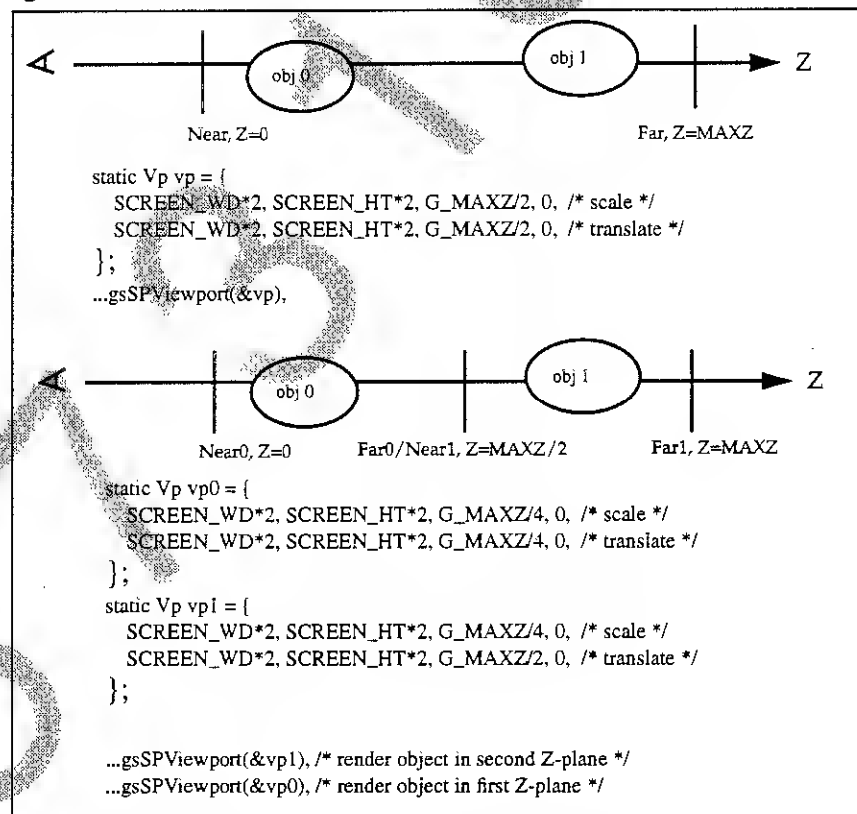 obj 0
obj 1
Z
Near, Z=0
Far, Z=MAXZ
static Vp vp = {
SCREEN_WD*2, SCREEN_HT*2, G_MAXZ/2, 0, /* scale */
SCREEN_WD*2, SCREEN_HT*2, G_MAXZ/2, 0, /* translate */
};
...gsSPViewport(&vp),
obj 0
obj 1
Z
Near0, Z=0
Far0/Near1, Z=MAXZ/2
Far1, Z=MAXZ
static Vp vp0 = {
SCREEN_WD*2, SCREEN_HT*2, G_MAXZ/4, 0, /* scale */
SCREEN_WD*2, SCREEN_HT*2, G_MAXZ/4, 0, /* translate */
};
static Vp vp1 = {
SCREEN_WD*2, SCREEN_HT*2, G_MAXZ/4, 0, /* scale */
SCREEN_WD*2, SCREEN_HT*2, G_MAXZ/2, 0, /* translate */
};
...gsSPViewport(&vp1), /* render object in second Z-plane */
...gsSPViewport(&vp0), /* render object in first Z-plane */